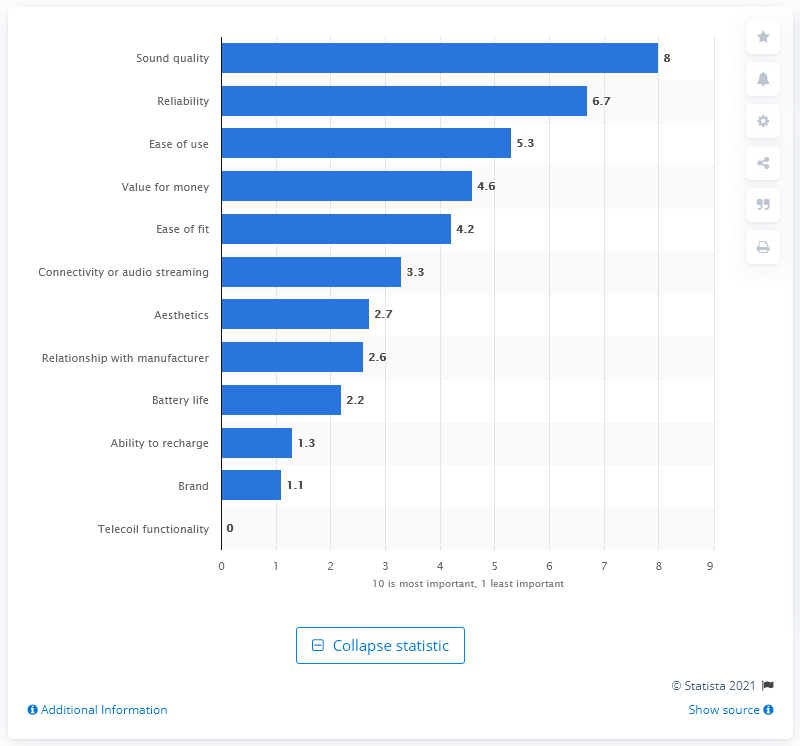 Sound quality 8
Reliability 6.7
Ease of use 5.3
Value for money 4.6
Ease of fit 4.2
Connectivity or audio streaming 3.3
Aesthetics 2.7
Relationship with manufacturer 2.6
Battery life 2.2
Ability to recharge 1.3
Brand 1.1
Telecoil functionality 0
0 1 2 3 4 5 6 7 8 9
10 is most important, 1 least important
Collapse statistic
© Statista 2021
Additional Information Show source